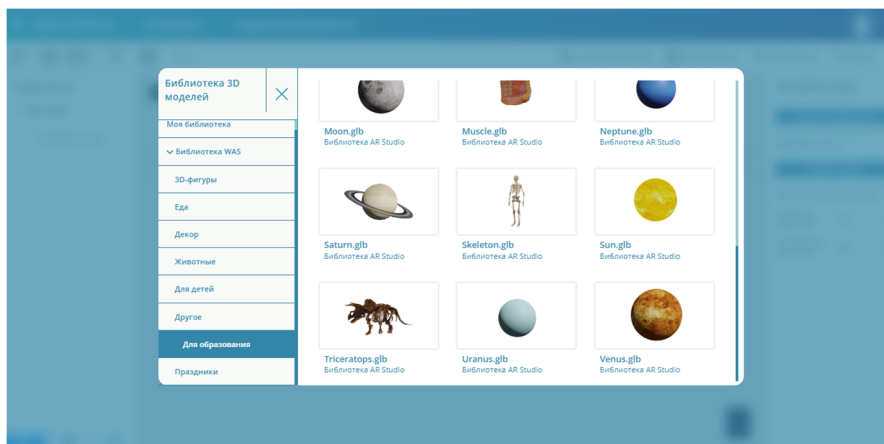 Библиотека 3D
моделей
Моя библиотека
Библиотека WAS
3D-фигуры
Еда
Декор
Животные
Для детей
Другое
Для образования
Праздники
Moon.glb
Библиотека AR Studio
Muscle.glb
Библиотека AR Studio
Neptune.glb
Библиотека AR Studio
Saturn.glb
Библиотека AR Studio
Skeleton.glb
Библиотека AR Studio
Sun.glb
Библиотека AR Studio
Triceratops.glb
Библиотека AR Studio
Uranus.glb
Библиотека AR Studio
Venus.glb
Библиотека AR Studio